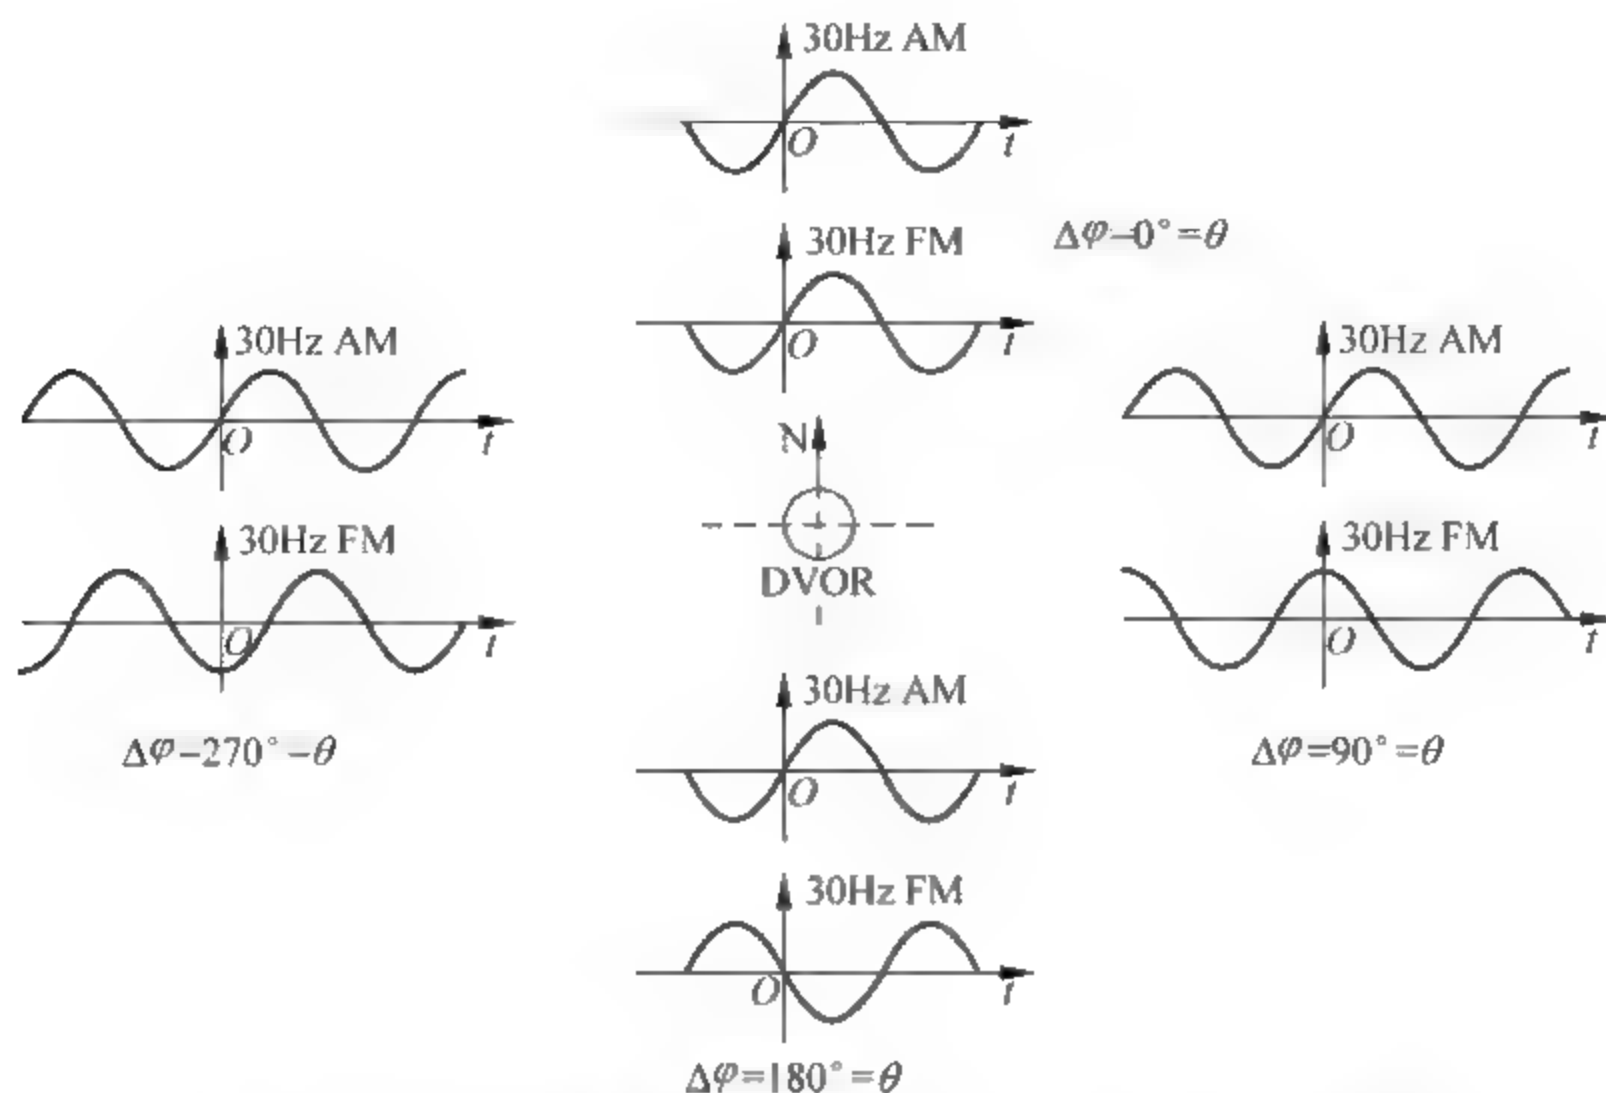 30Hz AM
O
t
30Hz FM
O
t
Δφ–0°=θ
30Hz AM
O
t
30Hz FM
O
t
Δφ–270°–θ
N
DVOR
30Hz AM
O
t
30Hz FM
O
t
Δφ=90°=θ
30Hz AM
O
t
30Hz FM
O
t
Δφ=180°=θ